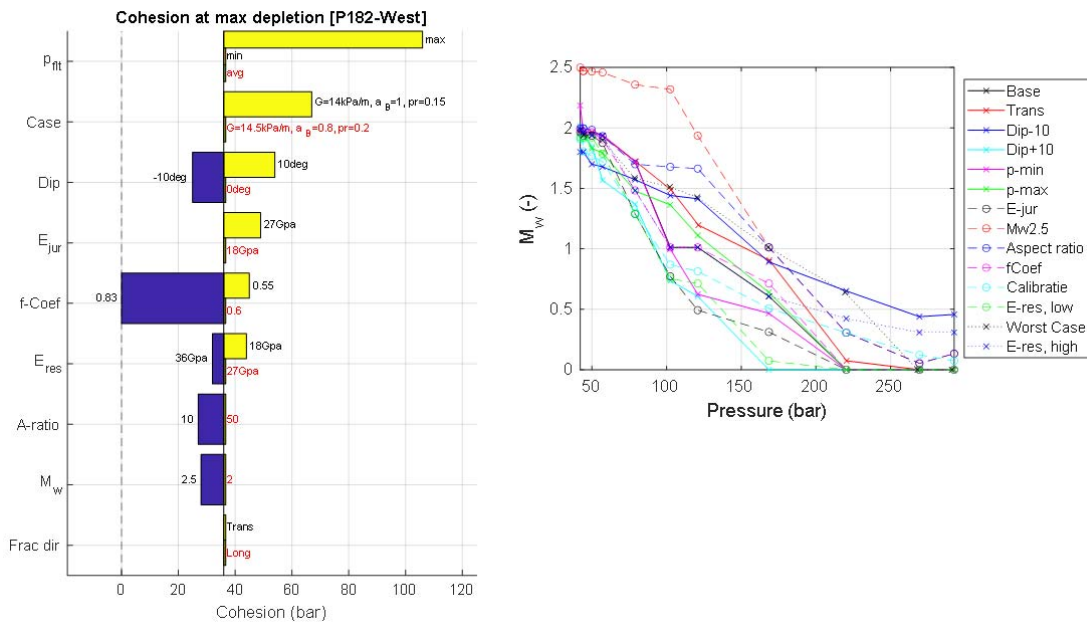 Cohesion at max depletion [P182-West]
p_flt
max
min
avg
Case
G=14kPa/m, a_B=1, pr=0.15
G=14.5kPa/m, a_B=0.8, pr=0.2
Dip
-10deg
10deg
0deg
E_jur
27Gpa
18Gpa
f-Coef
0.83
0.55
0.6
E_res
36Gpa
18Gpa
27Gpa
A-ratio
10
50
M_w
2.5
2
Frac dir
Trans
Long
0 20 40 60 80 100 120
Cohesion (bar)
2.5
2
1.5
1
0.5
0
M_w (-)
50 100 150 200 250
Pressure (bar)
Base
Trans
Dip-10
Dip+10
p-min
p-max
E-jur
Mw2.5
Aspect ratio
fCoef
Calibratie
E-res, low
Worst Case
E-res, high